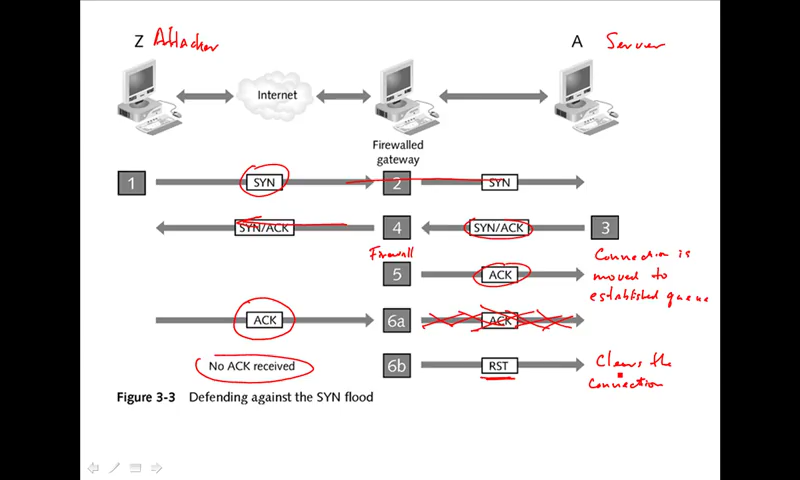 Z Attacker
A Server
Internet
Firewalled
gateway
1 SYN 2 SYN
SYN/ACK 4 SYN/ACK 3
Firewall
5 ACK
Connection is
moved to
established queue
ACK 6a ACK
No ACK received 6b RST
Clears the
connection
Figure 3-3 Defending against the SYN flood